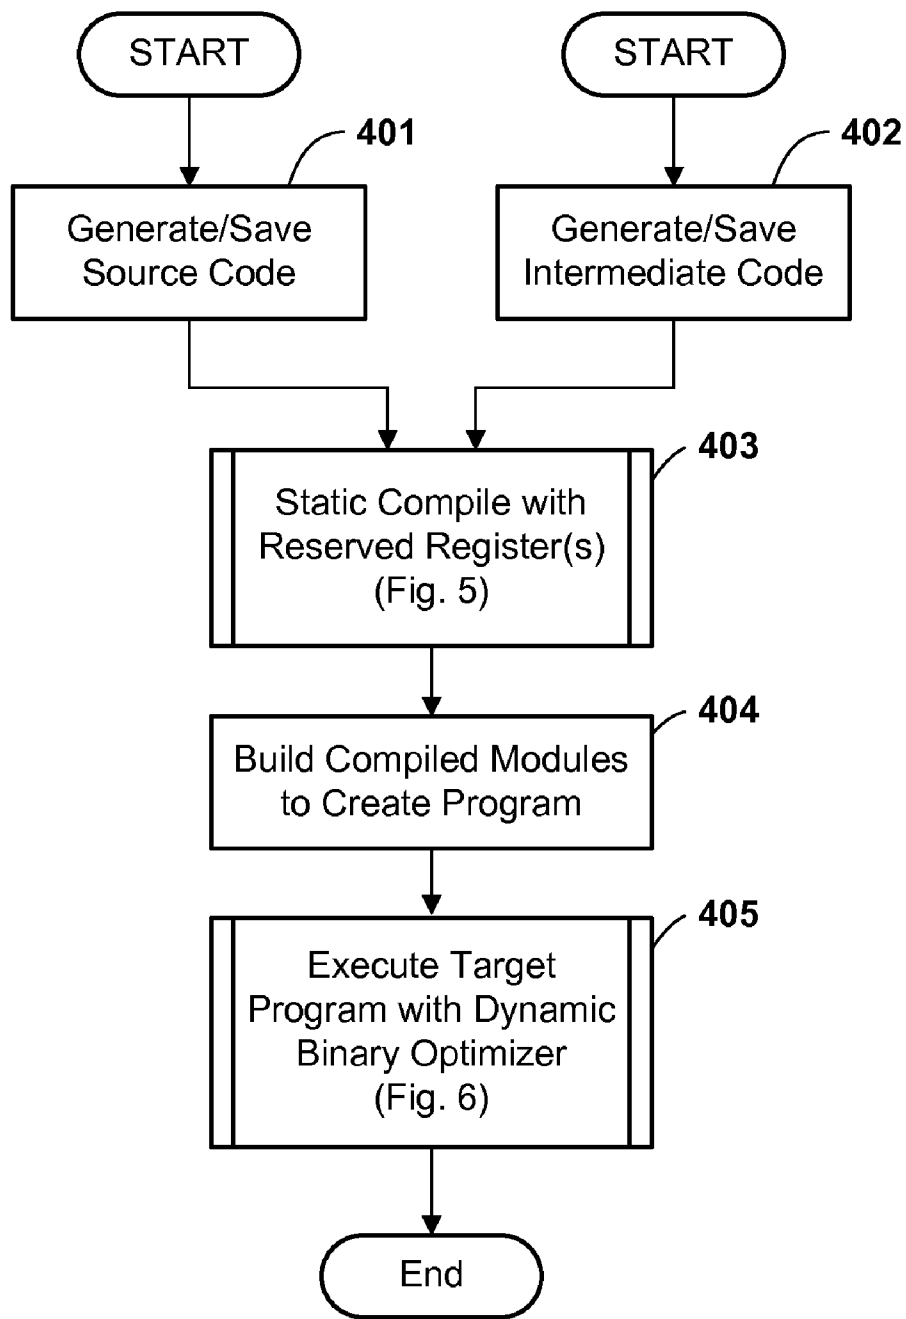 START
START
401
402
Generate/Save
Source Code
Generate/Save
Intermediate Code
403
Static Compile with
Reserved Register(s)
(Fig. 5)
404
Build Compiled Modules
to Create Program
405
Execute Target
Program with Dynamic
Binary Optimizer
(Fig. 6)
End